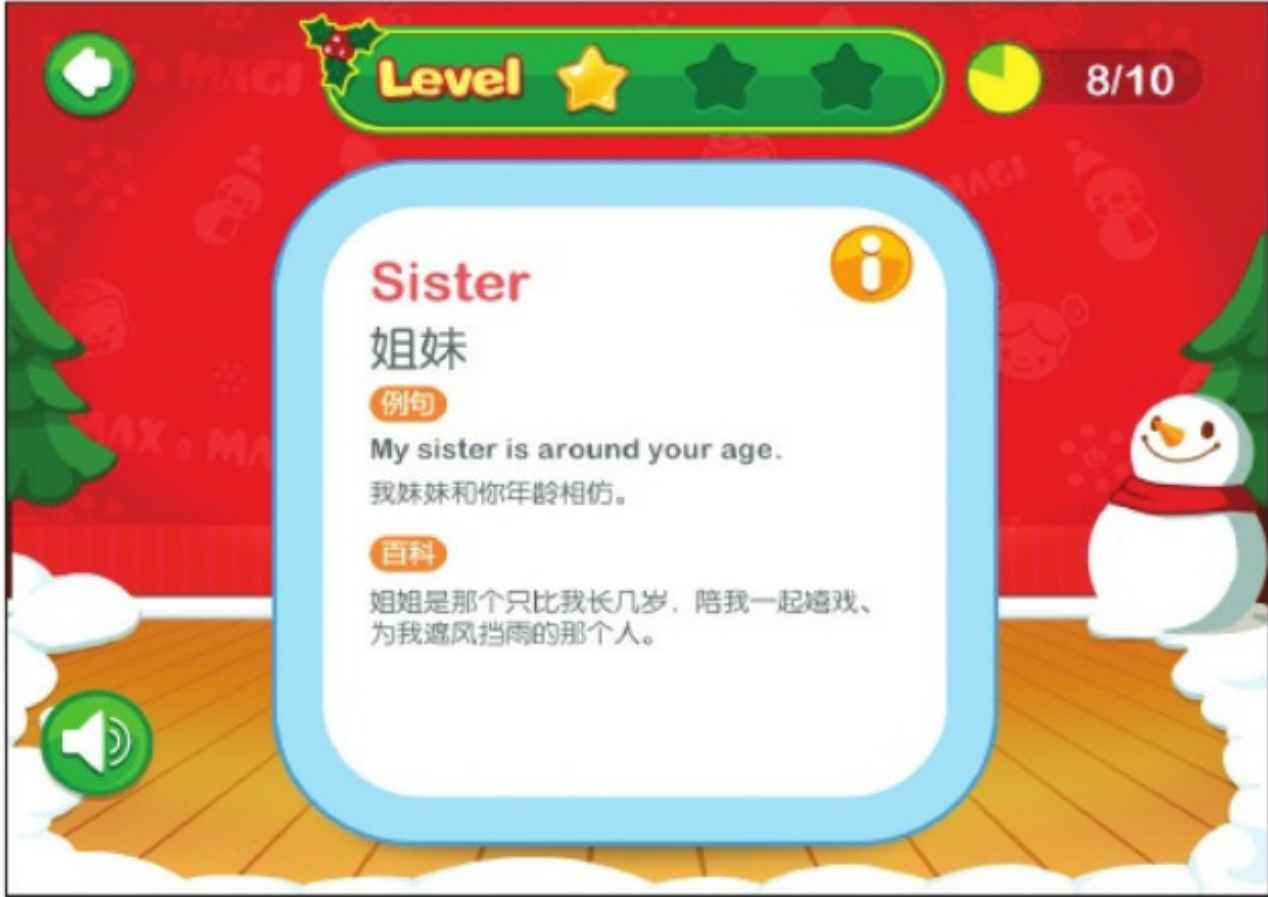 Level
8/10
Sister
姐妹
例句
My sister is around your age.
我妹妹和你年龄相仿。
百科
姐姐是那个只比我长几岁，陪我一起嬉戏、
为我遮风挡雨的那个人。